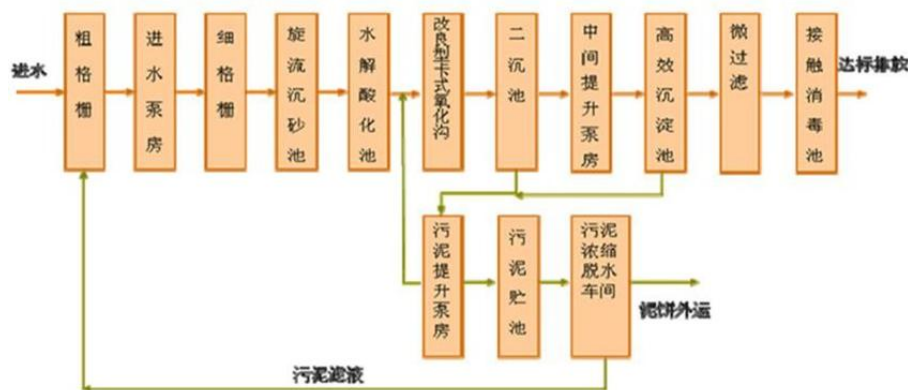 进水
粗格栅
进水泵房
细格栅
旋流沉砂池
水解酸化池
改良型卡式氧化沟
二沉池
中间提升泵房
高效沉淀池
微过滤
接触消毒池
达标排放
污泥提升泵房
污泥贮池
污泥浓缩脱水车间
泥饼外运
污泥滤液